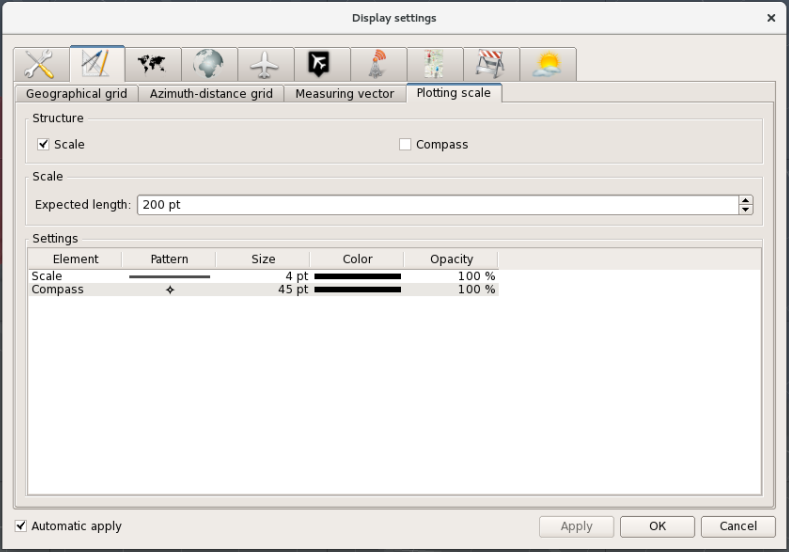 Display settings
Geographical grid Azimuth-distance grid Measuring vector Plotting scale
Structure
Scale Compass
Scale
Expected length: 200 pt
Settings
Element Pattern Size Color Opacity
Scale 4 pt 100 %
Compass 45 pt 100 %
Automatic apply Apply OK Cancel